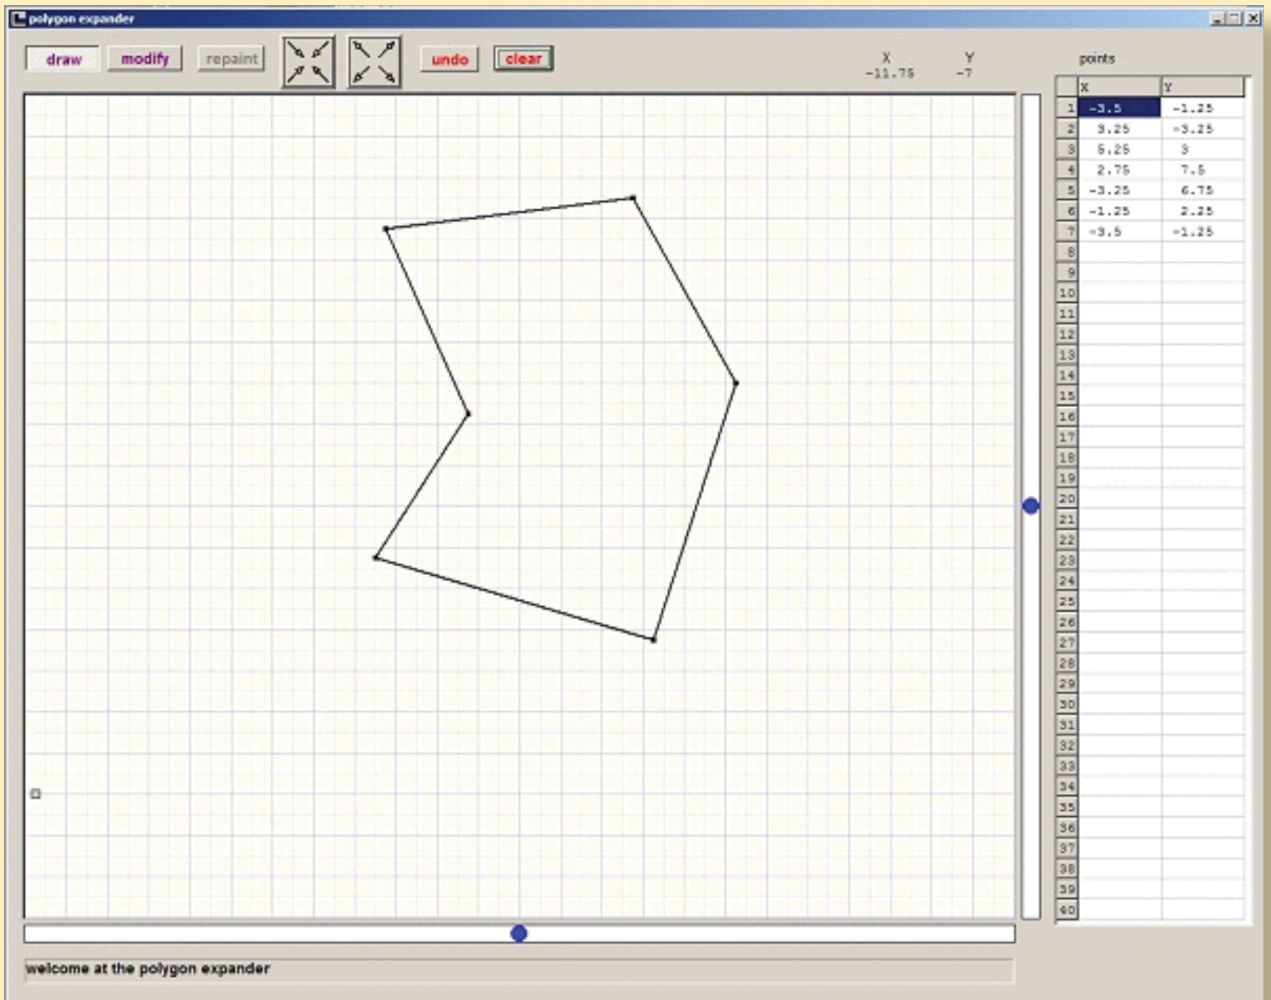 polygon expander
draw modify repaint undo clear
X Y
-11.75 -7
points
X Y
1 -3.5 -1.25
2 3.25 -3.25
3 5.25 3
4 2.75 7.5
5 -3.25 6.75
6 -1.25 2.25
7 -3.5 -1.25
8
9
10
11
12
13
14
15
16
17
18
19
20
21
22
23
24
25
26
27
28
29
30
31
32
33
34
35
36
37
38
39
40
welcome at the polygon expander